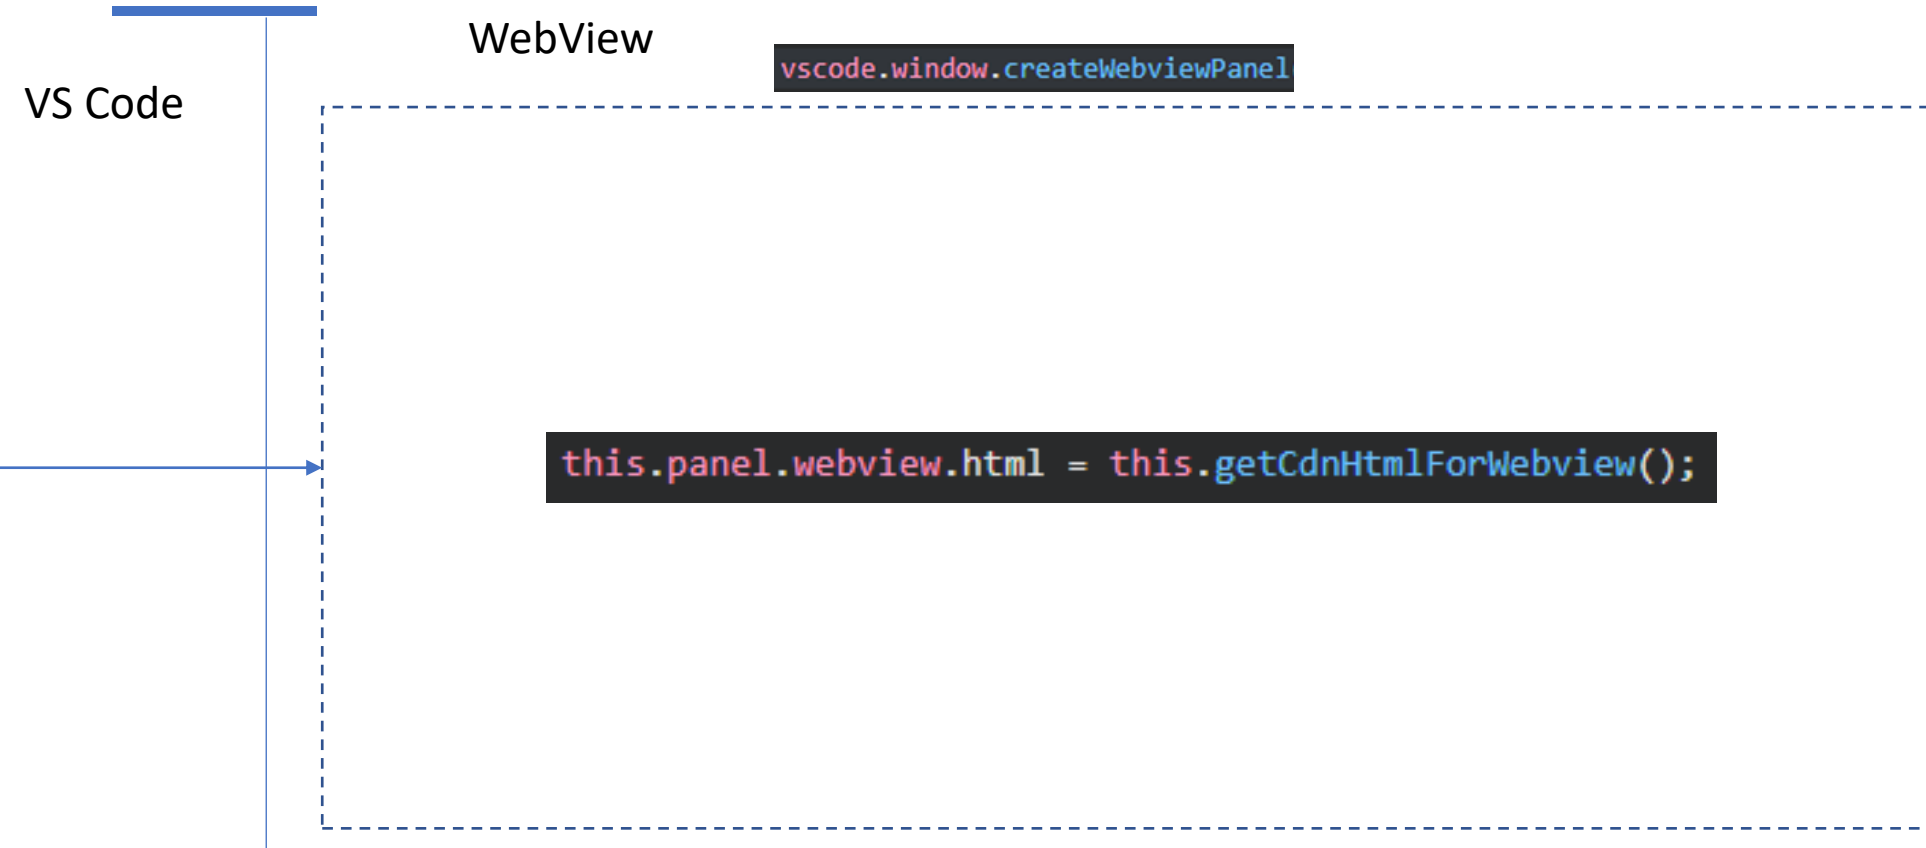 WebView
vscode.window.createWebviewPanel
VS Code
this.panel.webview.html = this.getCdnHtmlForWebview();